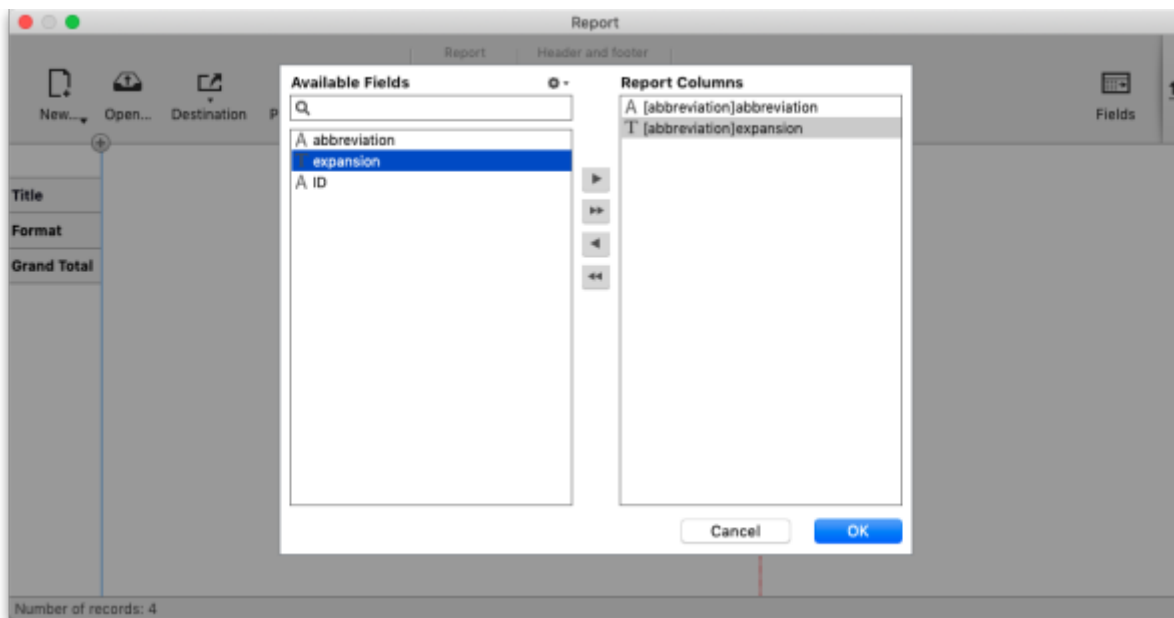 Report
Report Header and footer
New... Open... Destination P
Fields
Available Fields
abbreviation
expansion
ID
Report Columns
[abbreviation]abbreviation
[abbreviation]expansion
Title
Format
Grand Total
Cancel OK
Number of records: 4